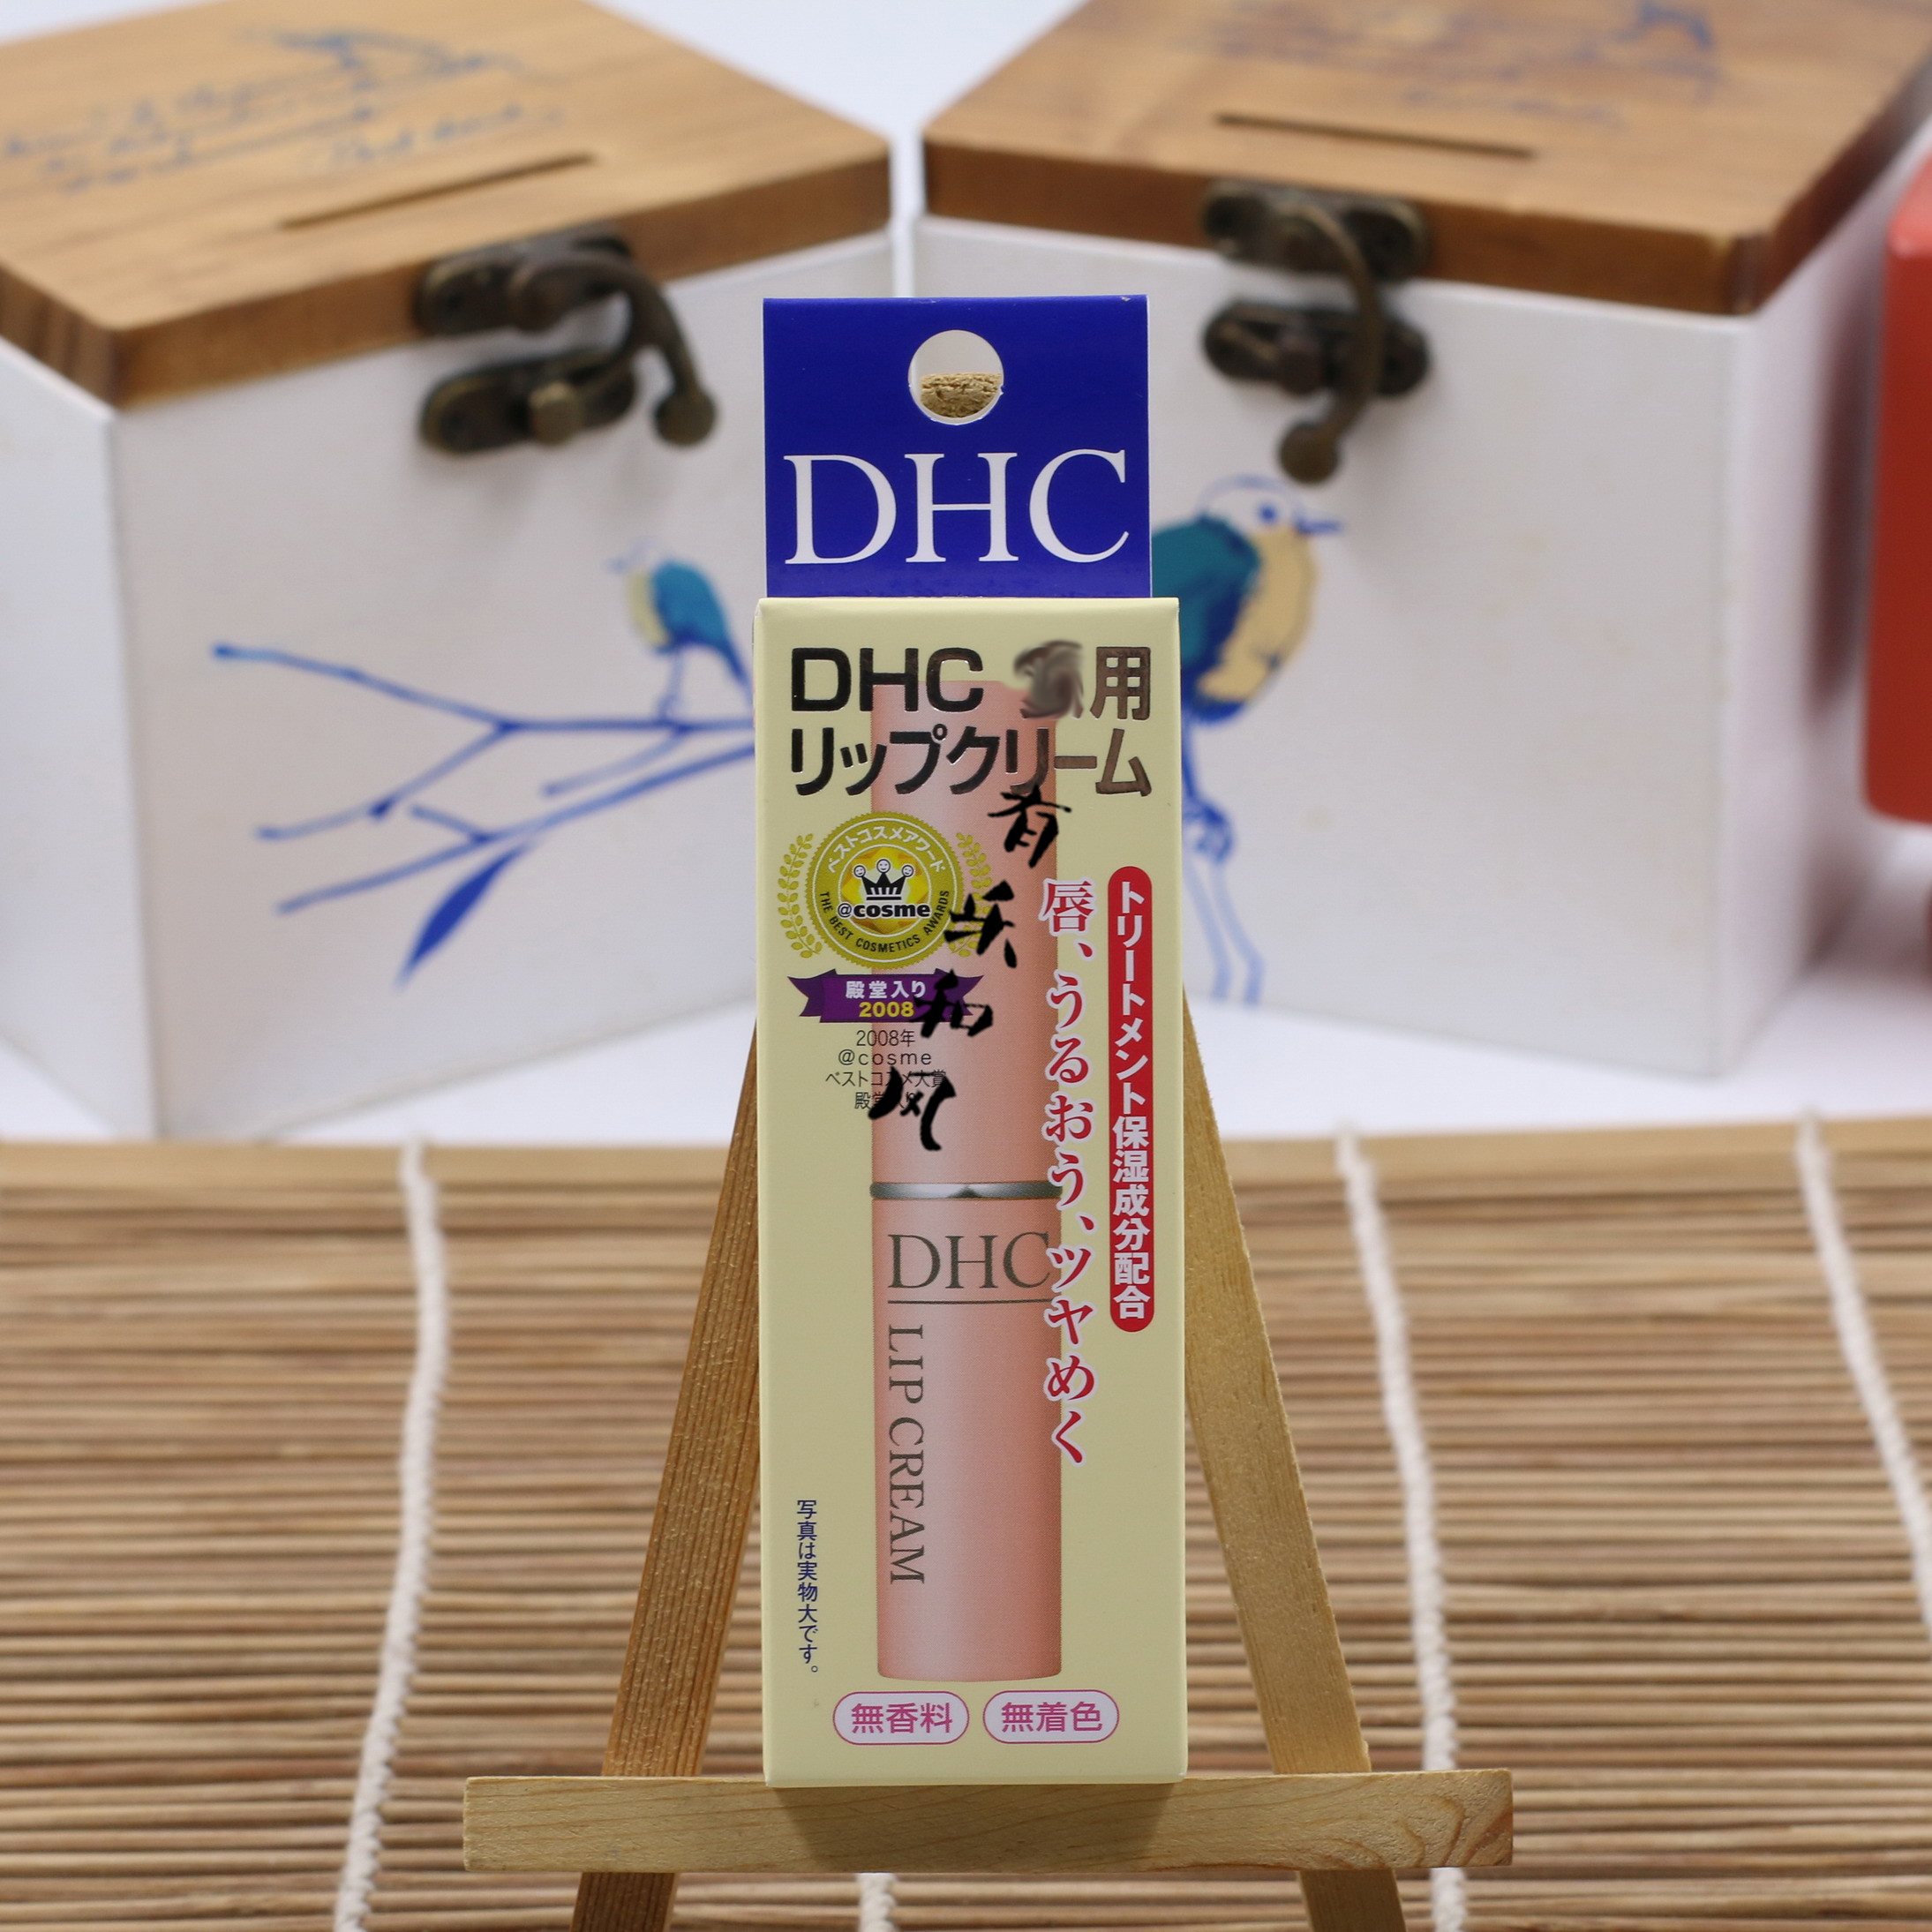 DHC
DHC 用
リップクリーム
ベストコスメアワード
@cosme
THE BEST COSMETICS AWARDS
殿堂入り
2008
2008年
@cosme
ベストコスメ大賞
殿堂入り
トリートメント保湿成分配合
唇、うるおう、ツヤめく
和风
DHC
LIP CREAM
写真は実物大です。
無香料
無着色